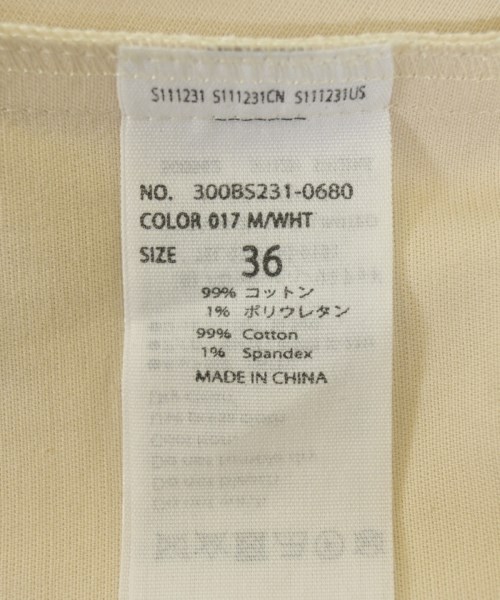 S111231 S111231CN S111231US
NO. 300BS231-0680
COLOR 017 M/WHT
SIZE 36
99% コットン
1% ポリウレタン
99% Cotton
1% Spandex
MADE IN CHINA